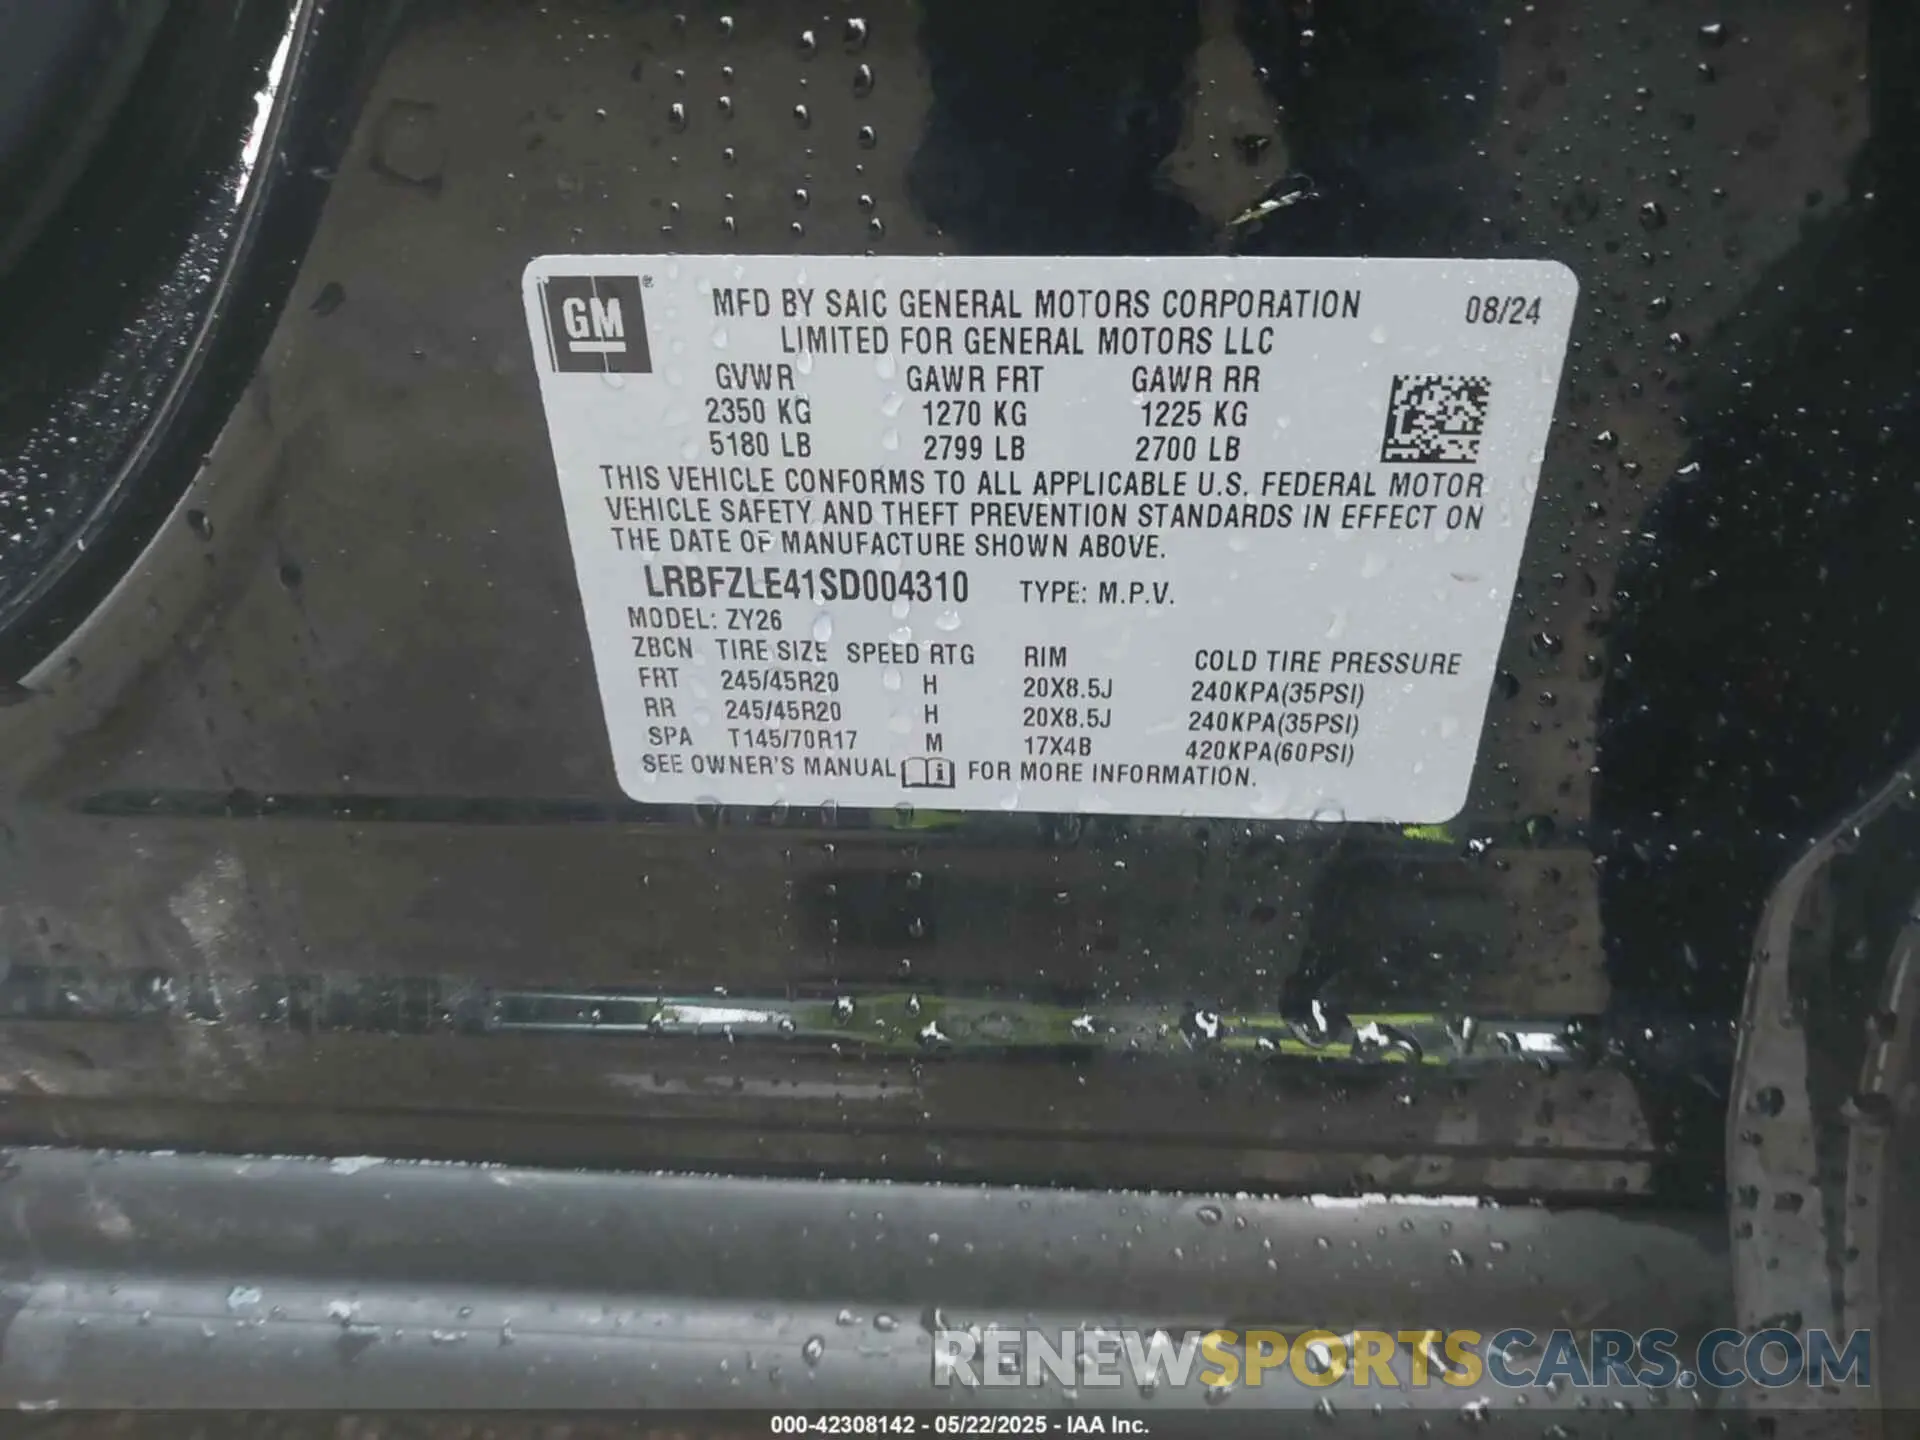 GM ® MFD BY SAIC GENERAL MOTORS CORPORATION 08/24
LIMITED FOR GENERAL MOTORS LLC
GVWR GAWR FRT GAWR RR
2350 KG 1270 KG 1225 KG
5180 LB 2799 LB 2700 LB
THIS VEHICLE CONFORMS TO ALL APPLICABLE U.S. FEDERAL MOTOR
VEHICLE SAFETY AND THEFT PREVENTION STANDARDS IN EFFECT ON
THE DATE OF MANUFACTURE SHOWN ABOVE.
LRBFZLE41SD004310 TYPE: M.P.V.
MODEL: ZY26
ZBCN TIRE SIZE SPEED RTG RIM COLD TIRE PRESSURE
FRT 245/45R20 H 20X8.5J 240KPA(35PSI)
RR 245/45R20 H 20X8.5J 240KPA(35PSI)
SPA T145/70R17 M 17X4B 420KPA(60PSI)
SEE OWNER'S MANUAL i FOR MORE INFORMATION.
RENEWSPORTSCARS.COM
000-42308142 - 05/22/2025 - IAA Inc.